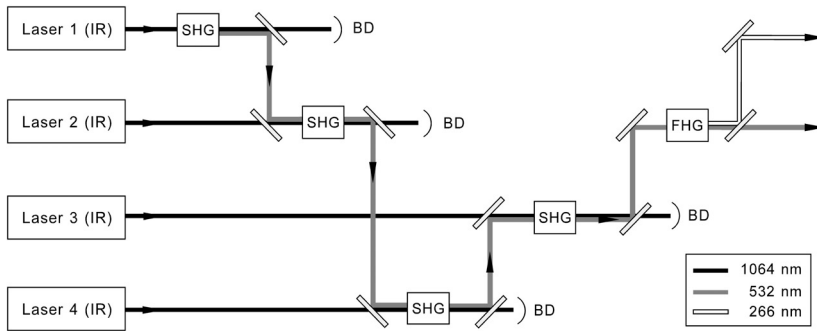 Laser 1 (IR)
SHG
BD
Laser 2 (IR)
SHG
BD
FHG
Laser 3 (IR)
SHG
BD
Laser 4 (IR)
SHG
BD
1064 nm
532 nm
266 nm